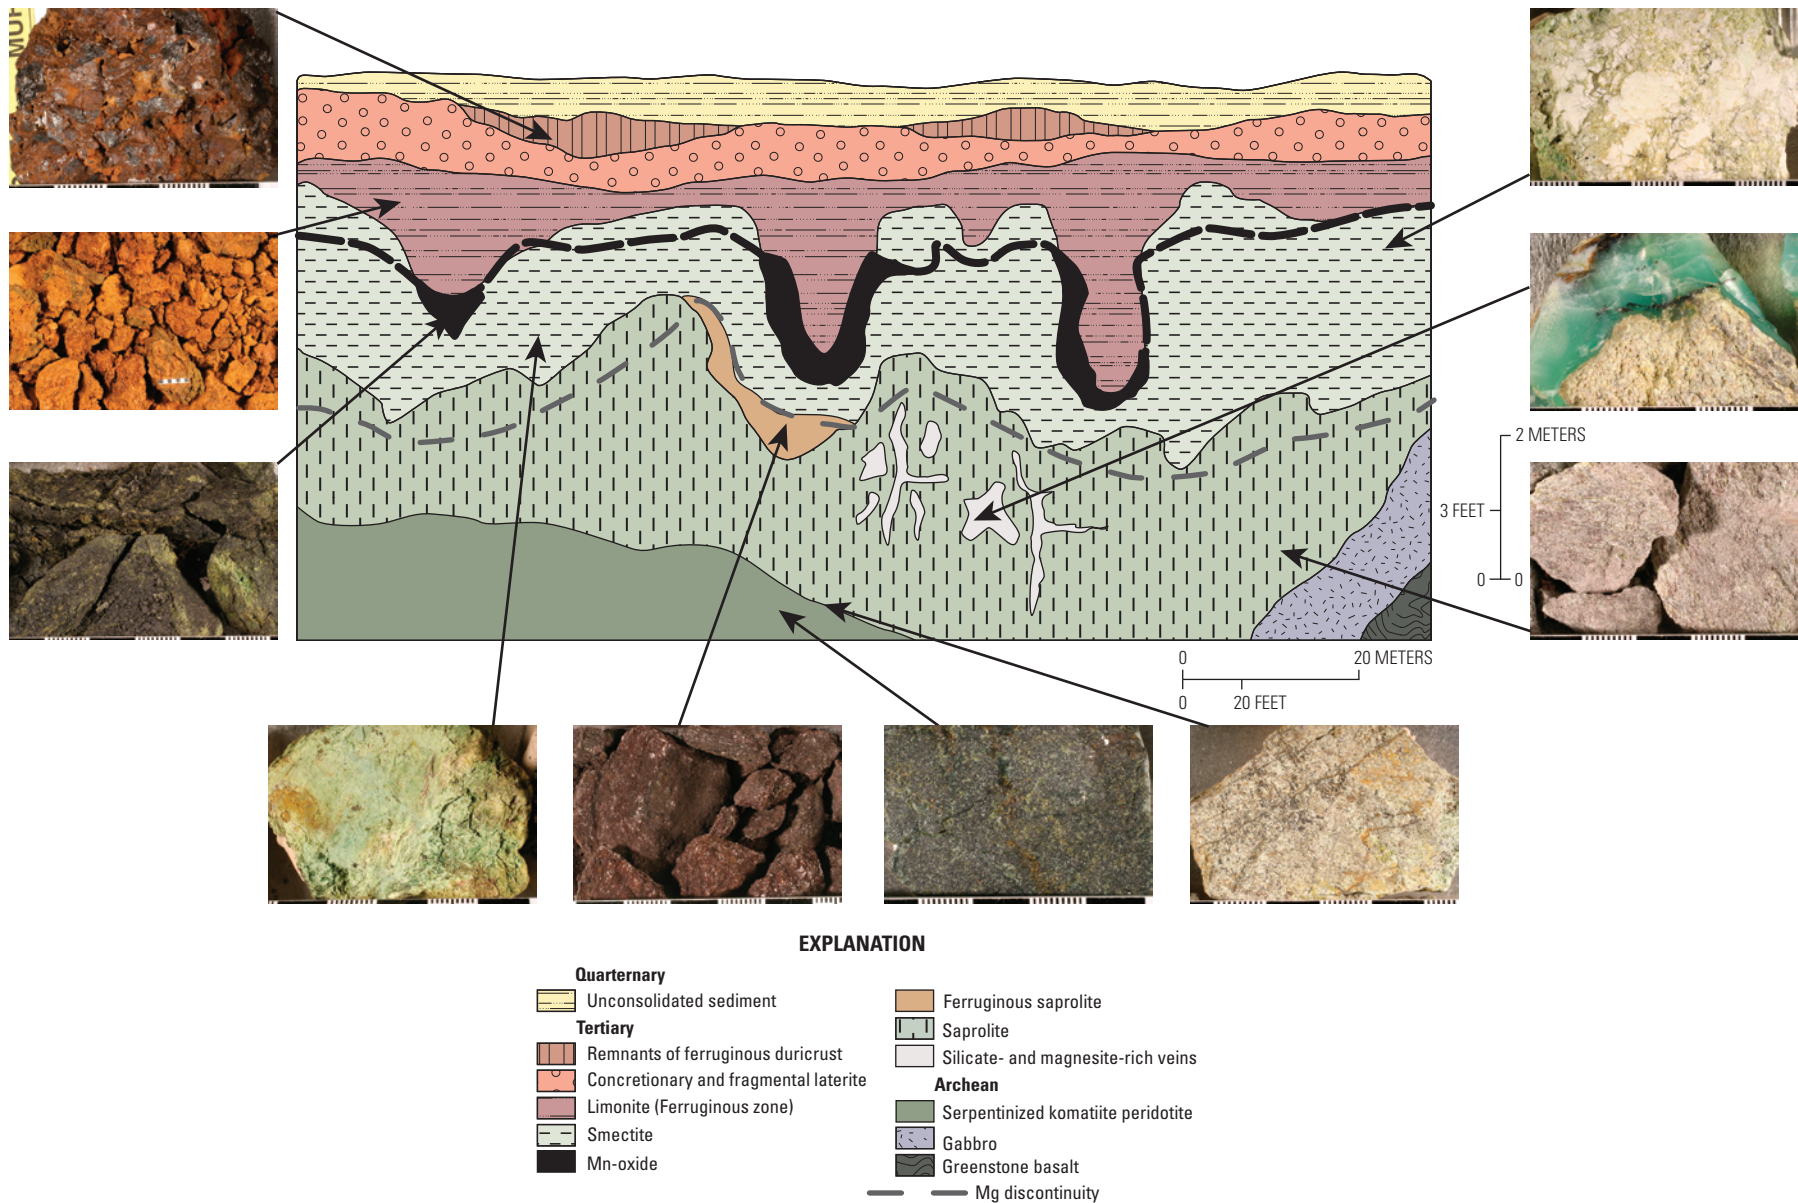 MUR
2 METERS
3 FEET
0 0
0 20 METERS
0 20 FEET
EXPLANATION
Quarternary
Unconsolidated sediment
Tertiary
Remnants of ferruginous duricrust
Concretionary and fragmental laterite
Limonite (Ferruginous zone)
Smectite
Mn-oxide
Ferruginous saprolite
Saprolite
Silicate- and magnesite-rich veins
Archean
Serpentinized komatiite peridotite
Gabbro
Greenstone basalt
Mg discontinuity